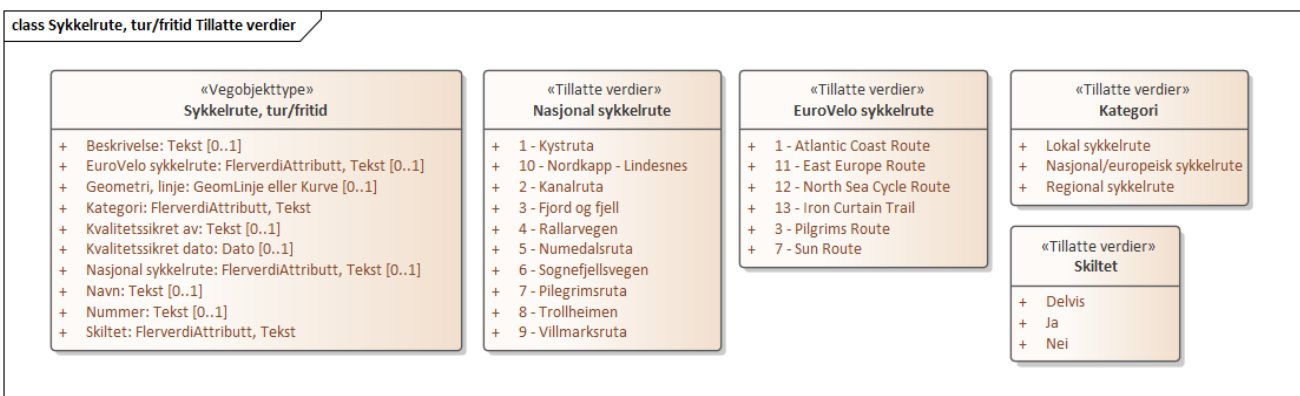 class Sykkelrute, tur/fritid Tillatte verdier
«Vegobjekttype»
Sykkelrute, tur/fritid
+ Beskrivelse: Tekst [0..1]
+ EuroVelo sykkelrute: FlerverdiAttributt, Tekst [0..1]
+ Geometri, linje: GeomLinje eller Kurve [0..1]
+ Kategori: FlerverdiAttributt, Tekst
+ Kvalitetssikret av: Tekst [0..1]
+ Kvalitetssikret dato: Dato [0..1]
+ Nasjonal sykkelrute: FlerverdiAttributt, Tekst [0..1]
+ Navn: Tekst [0..1]
+ Nummer: Tekst [0..1]
+ Skiltet: FlerverdiAttributt, Tekst
«Tillatte verdier»
Nasjonal sykkelrute
+ 1 - Kystruta
+ 10 - Nordkapp - Lindesnes
+ 2 - Kanalruta
+ 3 - Fjord og fjell
+ 4 - Rallarvegen
+ 5 - Numedalsruta
+ 6 - Sognefjellsvegen
+ 7 - Pilegrimsruta
+ 8 - Trollheimen
+ 9 - Villmarksruta
«Tillatte verdier»
EuroVelo sykkelrute
+ 1 - Atlantic Coast Route
+ 11 - East Europe Route
+ 12 - North Sea Cycle Route
+ 13 - Iron Curtain Trail
+ 3 - Pilgrims Route
+ 7 - Sun Route
«Tillatte verdier»
Kategori
+ Lokal sykkelrute
+ Nasjonal/europeisk sykkelrute
+ Regional sykkelrute
«Tillatte verdier»
Skiltet
+ Delvis
+ Ja
+ Nei